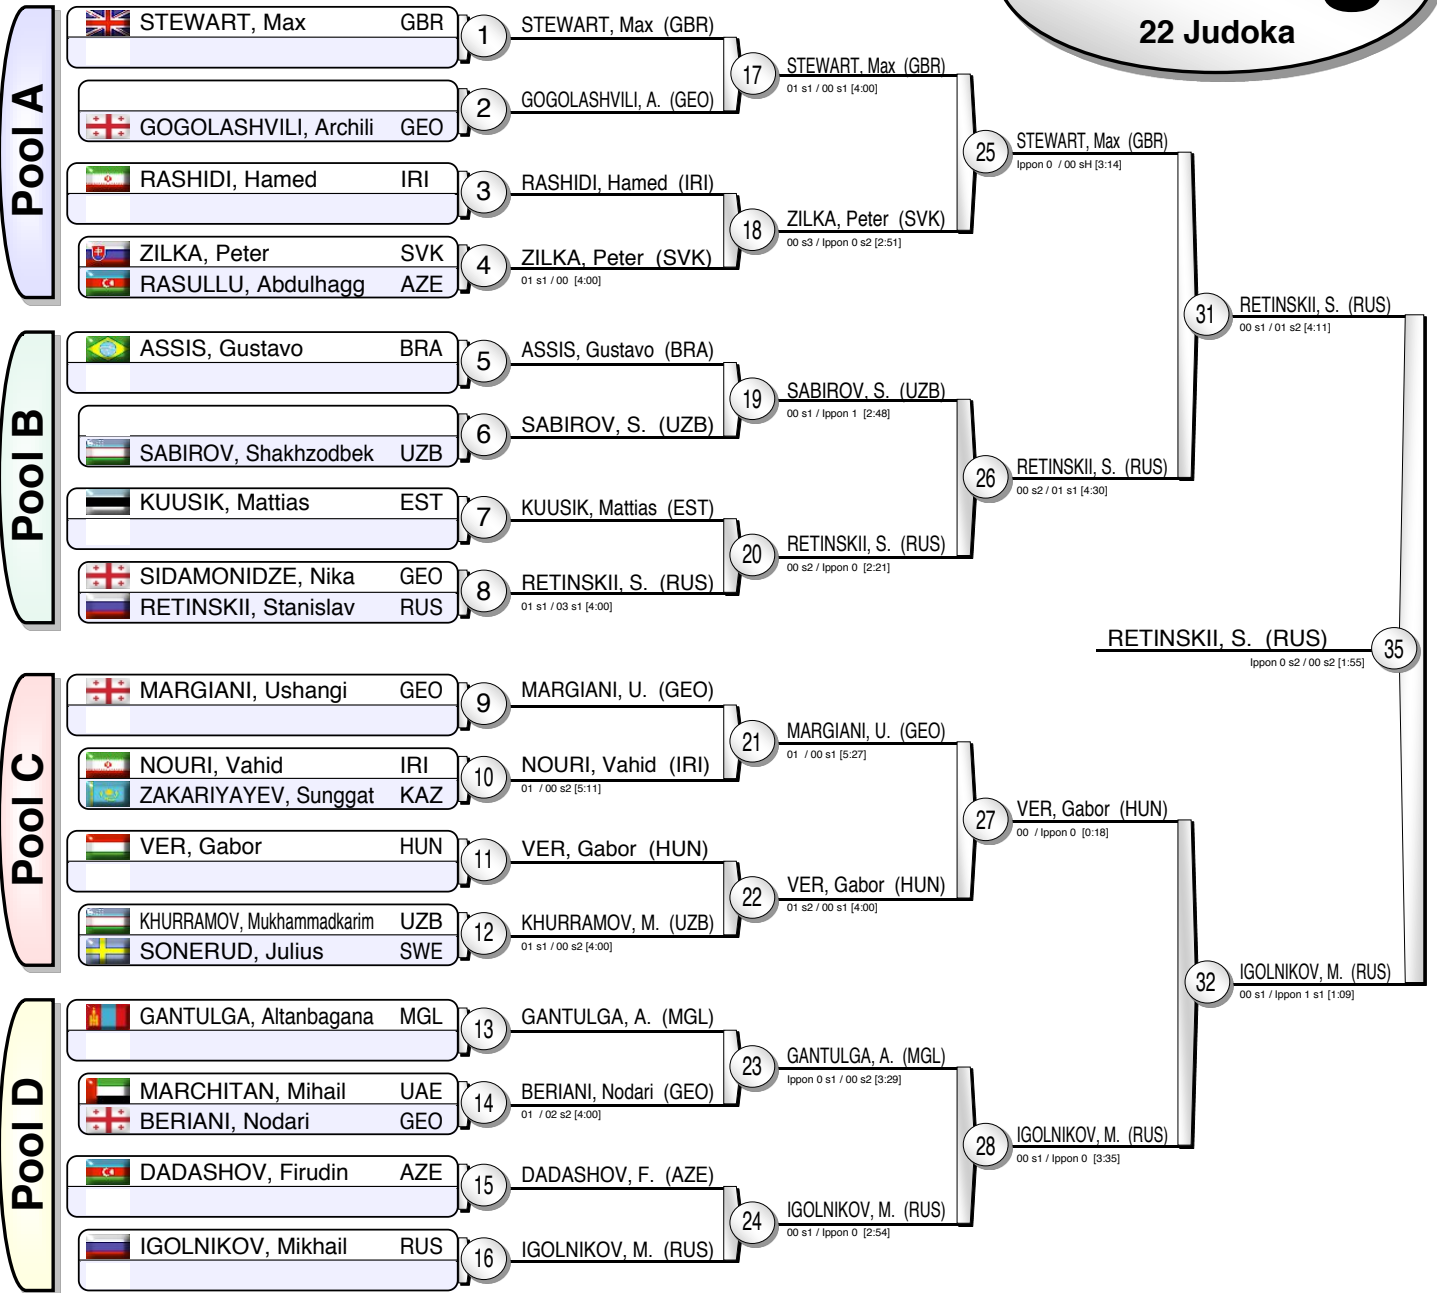 22 Judoka
Pool A
STEWART, Max GBR
1
STEWART, Max (GBR)
GOGOLASHVILI, Archili GEO
2
GOGOLASHVILI, A. (GEO)
17
STEWART, Max (GBR)
01 s1 / 00 s1 [4:00]
RASHIDI, Hamed IRI
3
RASHIDI, Hamed (IRI)
ZILKA, Peter SVK
RASULLU, Abdulhagg AZE
4
ZILKA, Peter (SVK)
01 s1 / 00 [4:00]
18
ZILKA, Peter (SVK)
00 s3 / Ippon 0 s2 [2:51]
25
STEWART, Max (GBR)
Ippon 0 / 00 sH [3:14]
Pool B
ASSIS, Gustavo BRA
5
ASSIS, Gustavo (BRA)
SABIROV, Shakhzodbek UZB
6
SABIROV, S. (UZB)
19
SABIROV, S. (UZB)
00 s1 / Ippon 1 [2:48]
KUUSIK, Mattias EST
7
KUUSIK, Mattias (EST)
SIDAMONIDZE, Nika GEO
RETINSKII, Stanislav RUS
8
RETINSKII, S. (RUS)
01 s1 / 03 s1 [4:00]
20
RETINSKII, S. (RUS)
00 s2 / Ippon 0 [2:21]
26
RETINSKII, S. (RUS)
00 s2 / 01 s1 [4:30]
31
RETINSKII, S. (RUS)
00 s1 / 01 s2 [4:11]
RETINSKII, S. (RUS)
35
Ippon 0 s2 / 00 s2 [1:55]
Pool C
MARGIANI, Ushangi GEO
9
MARGIANI, U. (GEO)
NOURI, Vahid IRI
ZAKARIYAYEV, Sunggat KAZ
10
NOURI, Vahid (IRI)
01 / 00 s2 [5:11]
21
MARGIANI, U. (GEO)
01 / 00 s1 [5:27]
VER, Gabor HUN
11
VER, Gabor (HUN)
KHURRAMOV, Mukhammadkarim UZB
SONERUD, Julius SWE
12
KHURRAMOV, M. (UZB)
01 s1 / 00 s2 [4:00]
22
VER, Gabor (HUN)
01 s2 / 00 s1 [4:00]
27
VER, Gabor (HUN)
00 / Ippon 0 [0:18]
Pool D
GANTULGA, Altanbagana MGL
13
GANTULGA, A. (MGL)
MARCHITAN, Mihail UAE
BERIANI, Nodari GEO
14
BERIANI, Nodari (GEO)
01 / 02 s2 [4:00]
23
GANTULGA, A. (MGL)
Ippon 0 s1 / 00 s2 [3:29]
DADASHOV, Firudin AZE
15
DADASHOV, F. (AZE)
IGOLNIKOV, Mikhail RUS
16
IGOLNIKOV, M. (RUS)
24
IGOLNIKOV, M. (RUS)
00 s1 / Ippon 0 [2:54]
28
IGOLNIKOV, M. (RUS)
00 s1 / Ippon 0 [3:35]
32
IGOLNIKOV, M. (RUS)
00 s1 / Ippon 1 s1 [1:09]